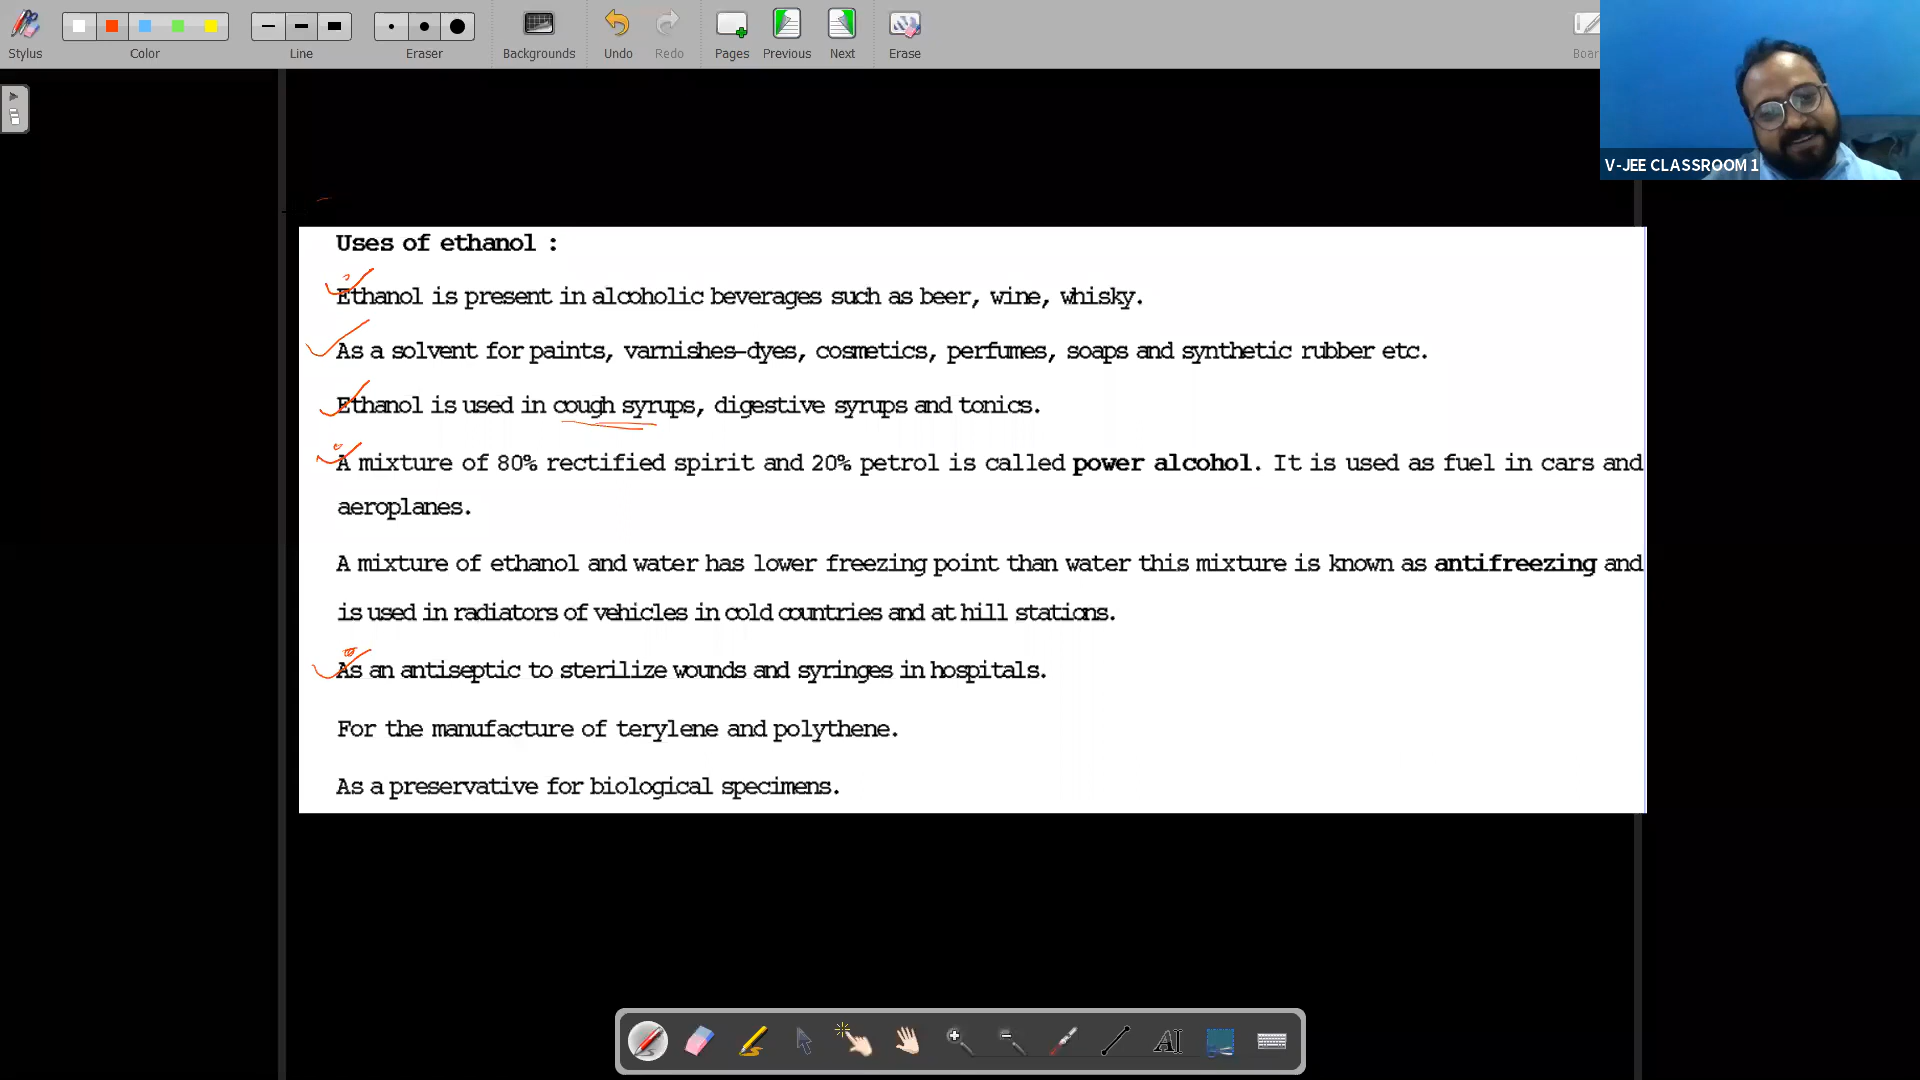 Stylus Color Line Eraser Backgrounds Undo Redo Pages Previous Next Erase
V-JEE CLASSROOM 1
Uses of ethanol :
Ethanol is present in alcoholic beverages such as beer, wine, whisky.
As a solvent for paints, varnishes-dyes, cosmetics, perfumes, soaps and synthetic rubber etc.
Ethanol is used in cough syrups, digestive syrups and tonics.
A mixture of 80% rectified spirit and 20% petrol is called power alcohol. It is used as fuel in cars and
aeroplanes.
A mixture of ethanol and water has lower freezing point than water this mixture is known as antifreezing and
is used in radiators of vehicles in cold countries and at hill stations.
As an antiseptic to sterilize wounds and syringes in hospitals.
For the manufacture of terylene and polythene.
As a preservative for biological specimens.